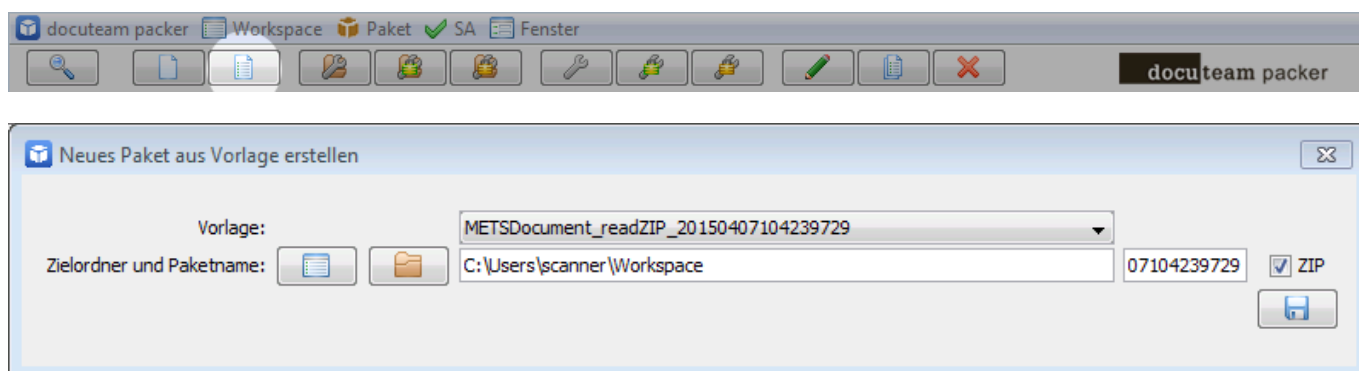 docuteam packer Workspace Paket SA Fenster
docuteam packer
Neues Paket aus Vorlage erstellen
Vorlage: METSDocument_readZIP_20150407104239729
Zielordner und Paketname: C:\Users\scanner\Workspace 07104239729 ZIP